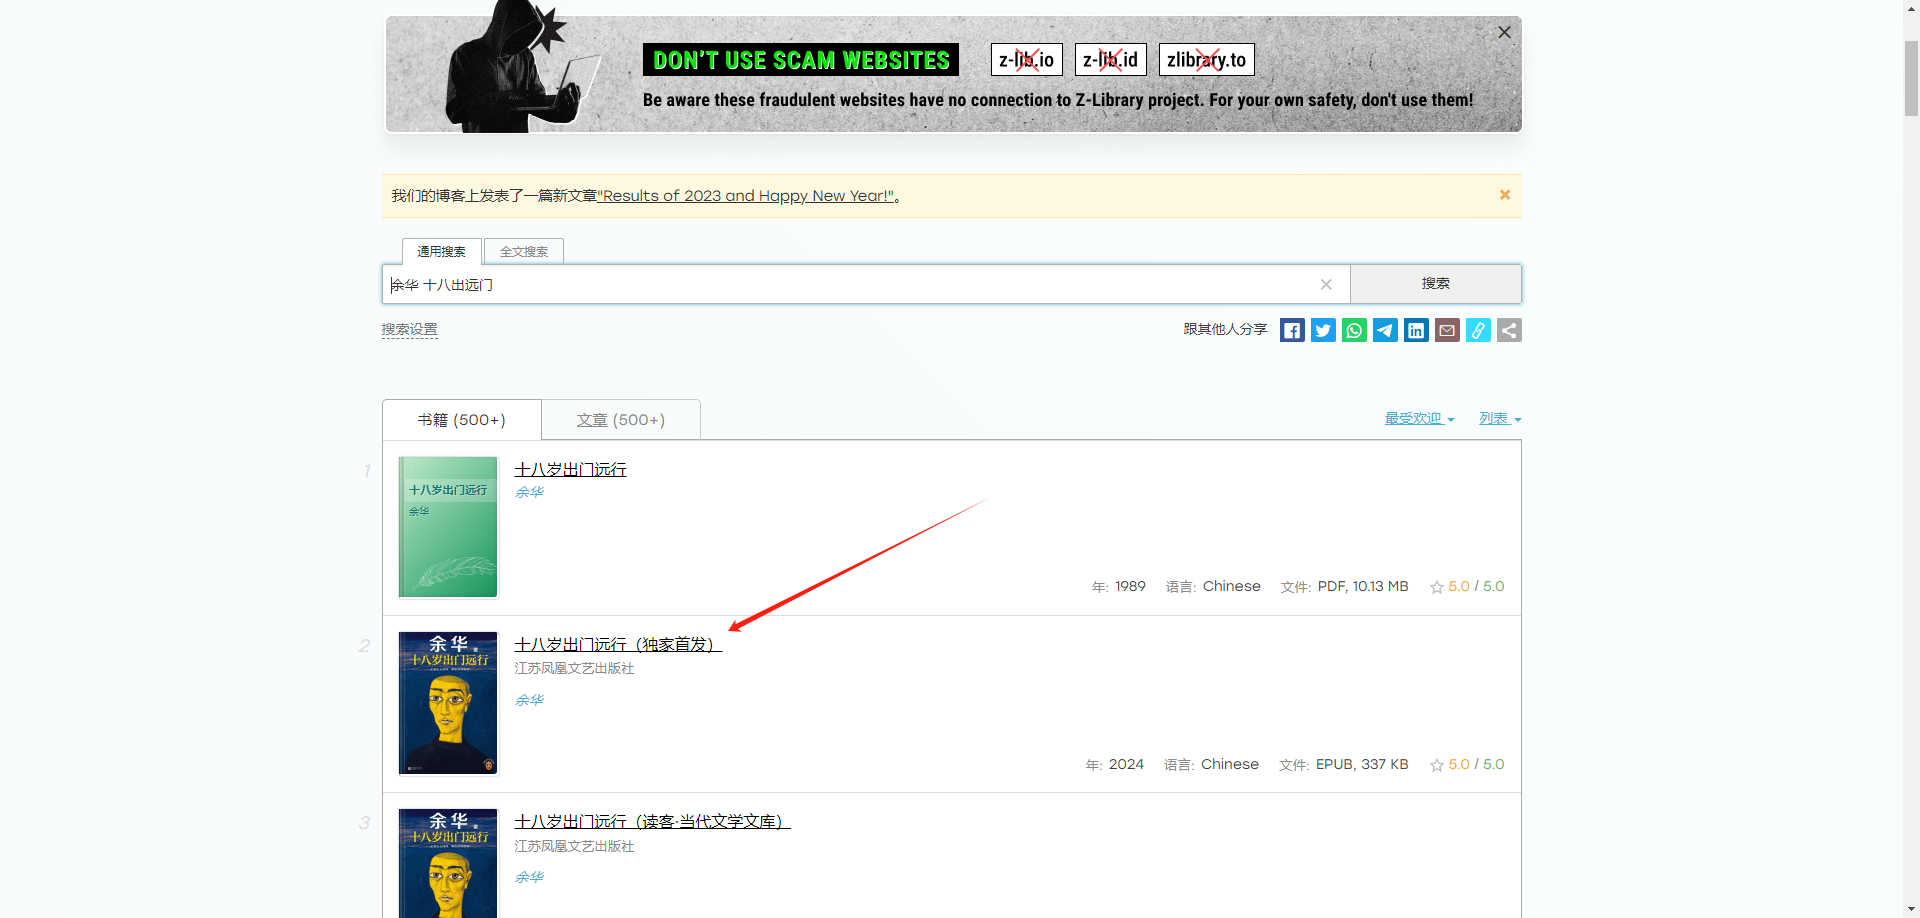 DON'T USE SCAM WEBSITES z-lib.io z-lib.id zlibrary.to
Be aware these fraudulent websites have no connection to Z-Library project. For your own safety, don't use them!
我们的博客上发表了一篇新文章"Results of 2023 and Happy New Year!"。
通用搜索 全文搜索
余华 十八出远门 搜索
搜索设置 跟其他人分享
书籍 (500+) 文章 (500+) 最受欢迎 列表
1 十八岁出门远行
余华
十八岁出门远行
余华
年: 1989 语言: Chinese 文件: PDF, 10.13 MB 5.0 / 5.0
2 十八岁出门远行（独家首发）
江苏凤凰文艺出版社
余华
余华
十八岁出门远行
年: 2024 语言: Chinese 文件: EPUB, 337 KB 5.0 / 5.0
3 十八岁出门远行（读客·当代文学文库）
江苏凤凰文艺出版社
余华
余华
十八岁出门远行